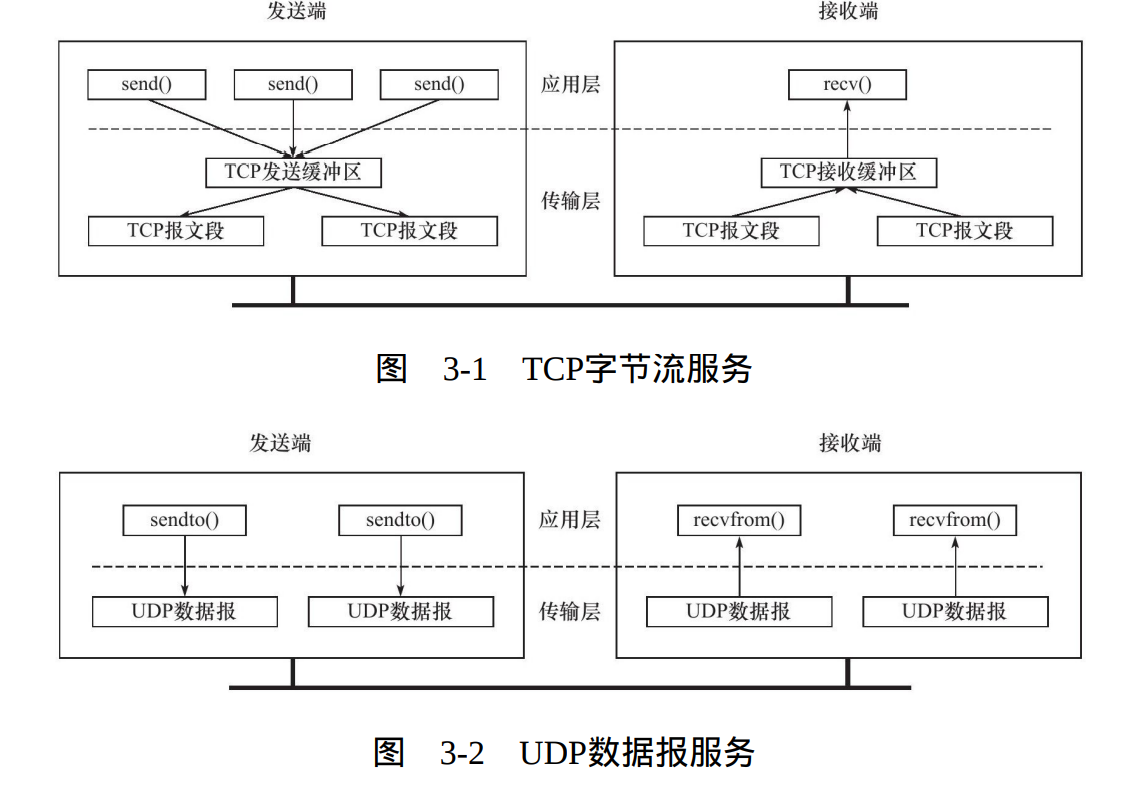 发送端 接收端
send() send() send() 应用层 recv()
TCP发送缓冲区 TCP接收缓冲区
传输层
TCP报文段 TCP报文段 TCP报文段 TCP报文段
图 3-1 TCP字节流服务
发送端 接收端
sendto() sendto() 应用层 recvfrom() recvfrom()
UDP数据报 UDP数据报 传输层 UDP数据报 UDP数据报
图 3-2 UDP数据报服务